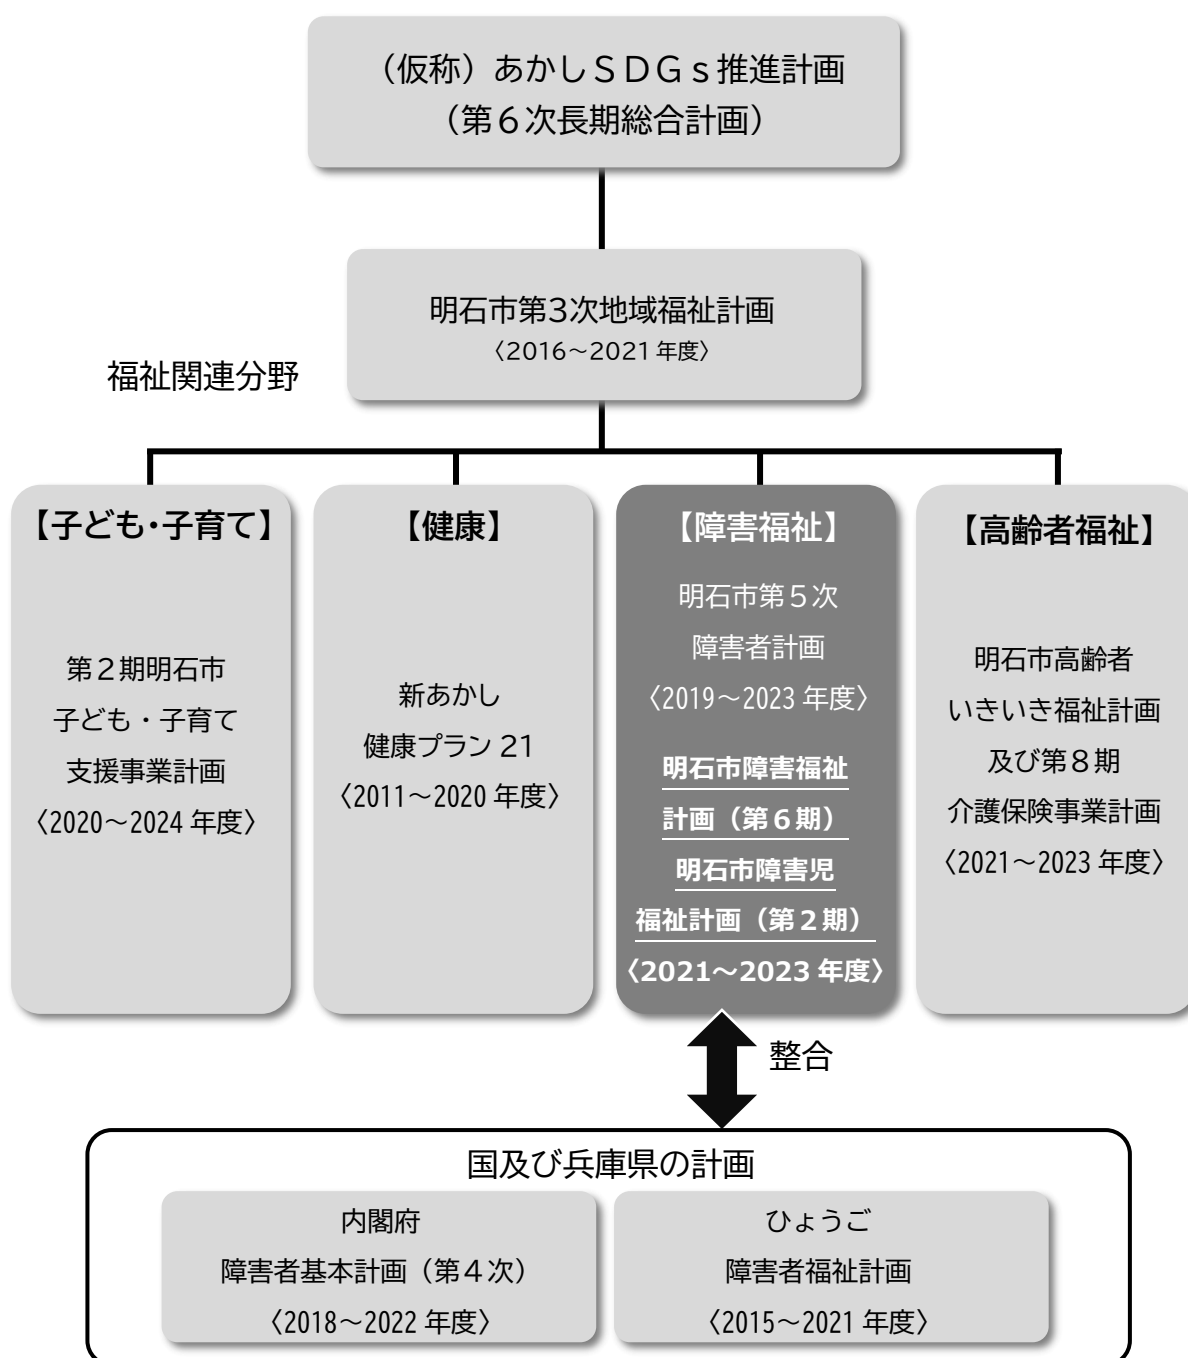 （仮称）あかしＳＤＧｓ推進計画
（第６次長期総合計画）
明石市第3次地域福祉計画
〈2016～2021年度〉
福祉関連分野
【子ども・子育て】
第２期明石市
子ども・子育て
支援事業計画
〈2020～2024 年度〉
【健康】
新あかし
健康プラン 21
〈2011～2020 年度〉
【障害福祉】
明石市第５次
障害者計画
〈2019～2023 年度〉
明石市障害福祉
計画（第６期）
明石市障害児
福祉計画（第２期）
〈2021～2023 年度〉
【高齢者福祉】
明石市高齢者
いきいき福祉計画
及び第８期
介護保険事業計画
〈2021～2023 年度〉
整合
国及び兵庫県の計画
内閣府
障害者基本計画（第４次）
〈2018～2022 年度〉
ひょうご
障害者福祉計画
〈2015～2021 年度〉